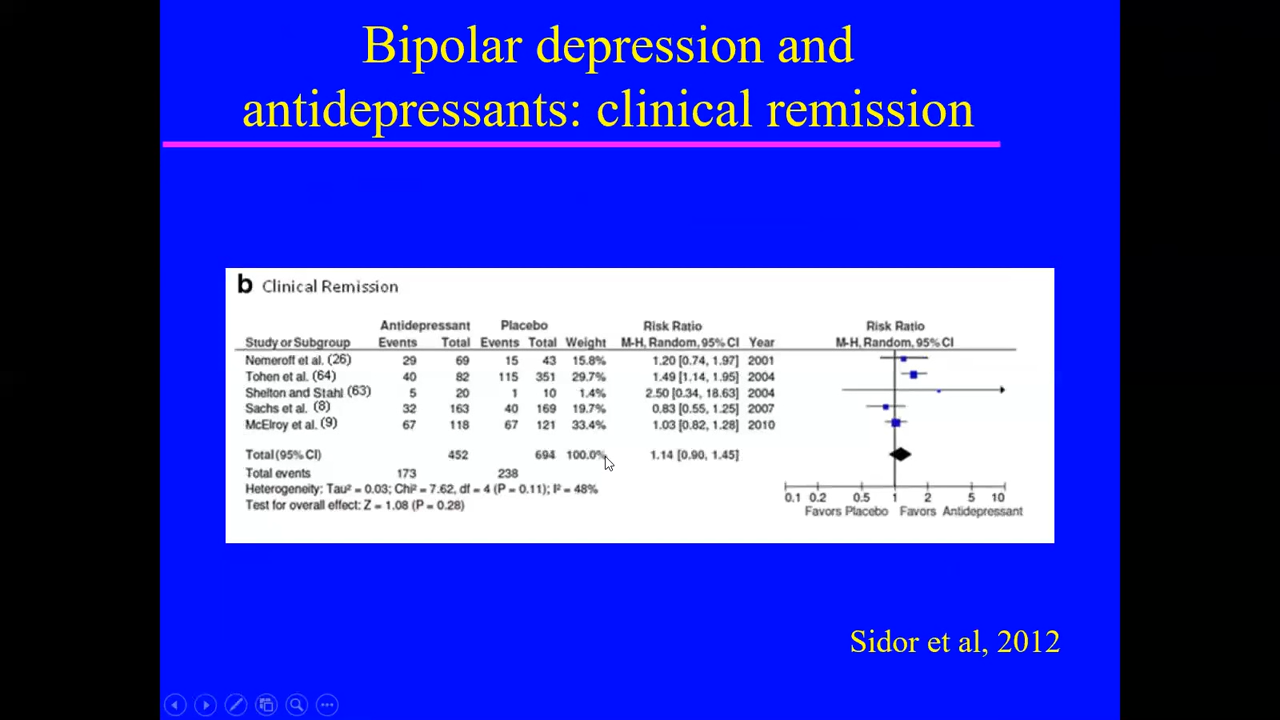 Bipolar depression and
antidepressants: clinical remission
b Clinical Remission
Antidepressant Placebo Risk Ratio Risk Ratio
Study or Subgroup Events Total Events Total Weight M-H, Random, 95% CI Year M-H, Random, 95% CI
Nemeroff et al. (26) 29 69 15 43 15.8% 1.20 [0.74, 1.97] 2001
Tohen et al. (64) 40 82 115 351 29.7% 1.49 [1.14, 1.95] 2004
Shelton and Stahl (63) 5 20 1 10 1.4% 2.50 [0.34, 18.63] 2004
Sachs et al. (8) 32 163 40 169 19.7% 0.83 [0.55, 1.25] 2007
McElroy et al. (9) 67 118 67 121 33.4% 1.03 [0.82, 1.28] 2010
Total (95% CI) 452 694 100.0% 1.14 [0.90, 1.45]
Total events 173 238
Heterogeneity: Tau² = 0.03; Chi² = 7.62, df = 4 (P = 0.11); I² = 48%
Test for overall effect: Z = 1.08 (P = 0.28)
0.1 0.2 0.5 1 2 5 10
Favors Placebo Favors Antidepressant
Sidor et al, 2012